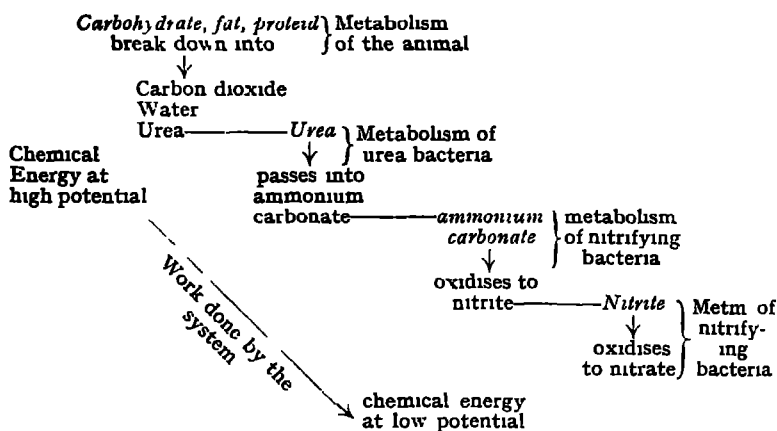 Carbohydrate, fat, proteid} Metabolism
break down into of the animal
Carbon dioxide
Water
Urea — Urea } Metabolism of
urea bacteria
Chemical
Energy at
high potential
passes into
ammonium
carbonate — ammonium } metabolism
carbonate of nitrifying
bacteria
oxidises to
nitrite — Nitrite } Metm of
nitrify-
ing
oxidises
to nitrate bacteria
Work done by the
system
chemical energy
at low potential